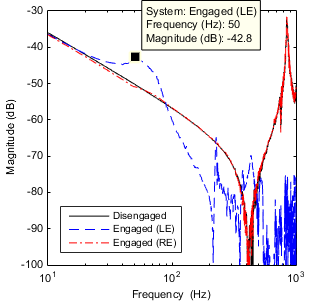 System: Engaged (LE)
Frequency (Hz): 50
Magnitude (dB): -42.8
Magnitude (dB)
-30
-40
-50
-60
-70
-80
-90
-100
Disengaged
Engaged (LE)
Engaged (RE)
10^1
10^2
10^3
Frequency (Hz)